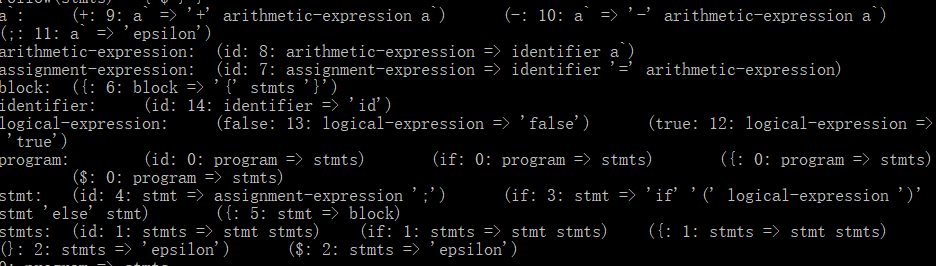 a`:      (+: 9: a` => '+' arithmetic-expression a`)      (-: 10: a` => '-' arithmetic-expression a`)
(;: 11: a` => 'epsilon')
arithmetic-expression:  (id: 8: arithmetic-expression => identifier a`)
assignment-expression:  (id: 7: assignment-expression => identifier '=' arithmetic-expression)
block:  ({: 6: block => '{' stmts '}')
identifier:     (id: 14: identifier => 'id')
logical-expression:     (false: 13: logical-expression => 'false')      (true: 12: logical-expression =>
 'true')
program:        (id: 0: program => stmts)       (if: 0: program => stmts)       ({: 0: program => stmts)
        ($: 0: program => stmts)
stmt:   (id: 4: stmt => assignment-expression ';')      (if: 3: stmt => 'if' '(' logical-expression ')'
stmt 'else' stmt)       ({: 5: stmt => block)
stmts:  (id: 1: stmts => stmt stmts)    (if: 1: stmts => stmt stmts)    ({: 1: stmts => stmt stmts)
(}: 2: stmts => 'epsilon')      ($: 2: stmts => 'epsilon')